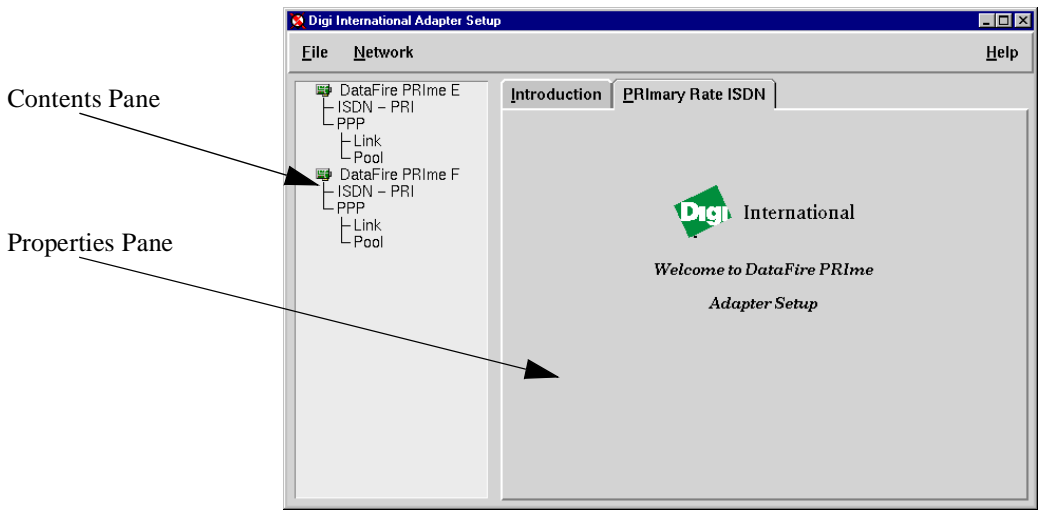 Digi International Adapter Setup
File Network Help
Contents Pane
Properties Pane
DataFire PRIme E
ISDN – PRI
PPP
Link
Pool
DataFire PRIme F
ISDN – PRI
PPP
Link
Pool
Introduction PRImary Rate ISDN
Digi International
Welcome to DataFire PRIme
Adapter Setup